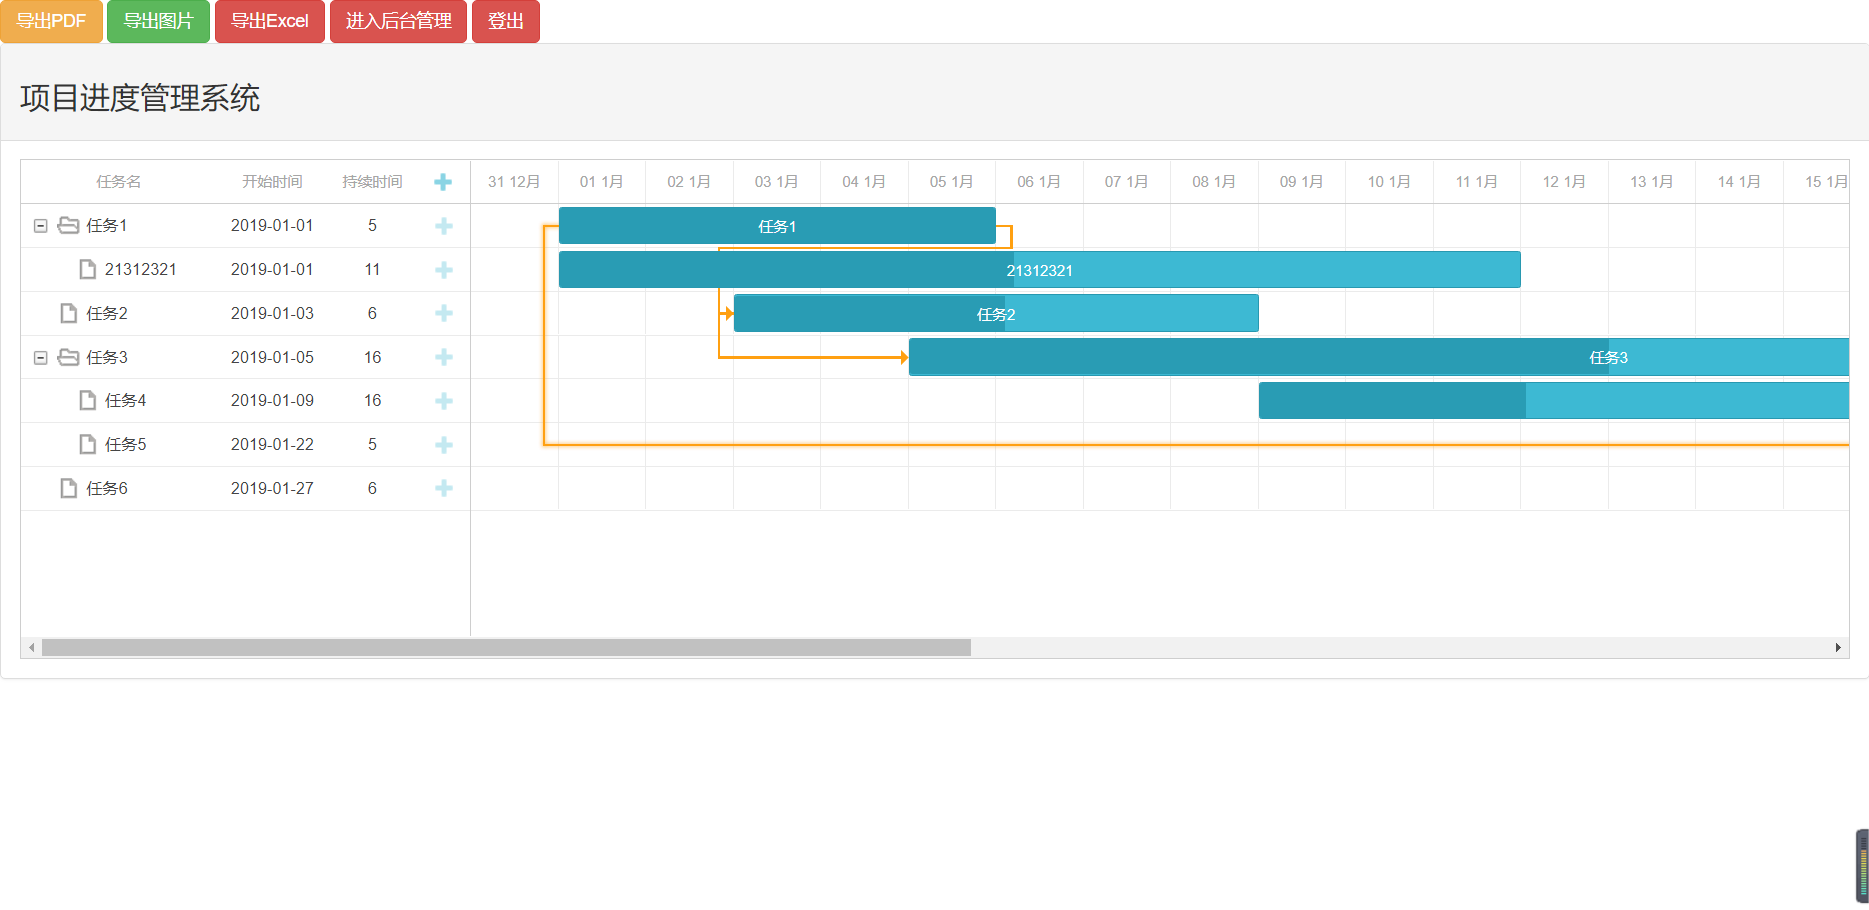 导出PDF 导出图片 导出Excel 进入后台管理 登出
项目进度管理系统
任务名 开始时间 持续时间 31 12月 01 1月 02 1月 03 1月 04 1月 05 1月 06 1月 07 1月 08 1月 09 1月 10 1月 11 1月 12 1月 13 1月 14 1月 15 1月
任务1 2019-01-01 5 任务1
21312321 2019-01-01 11 21312321
任务2 2019-01-03 6 任务2
任务3 2019-01-05 16 任务3
任务4 2019-01-09 16
任务5 2019-01-22 5
任务6 2019-01-27 6